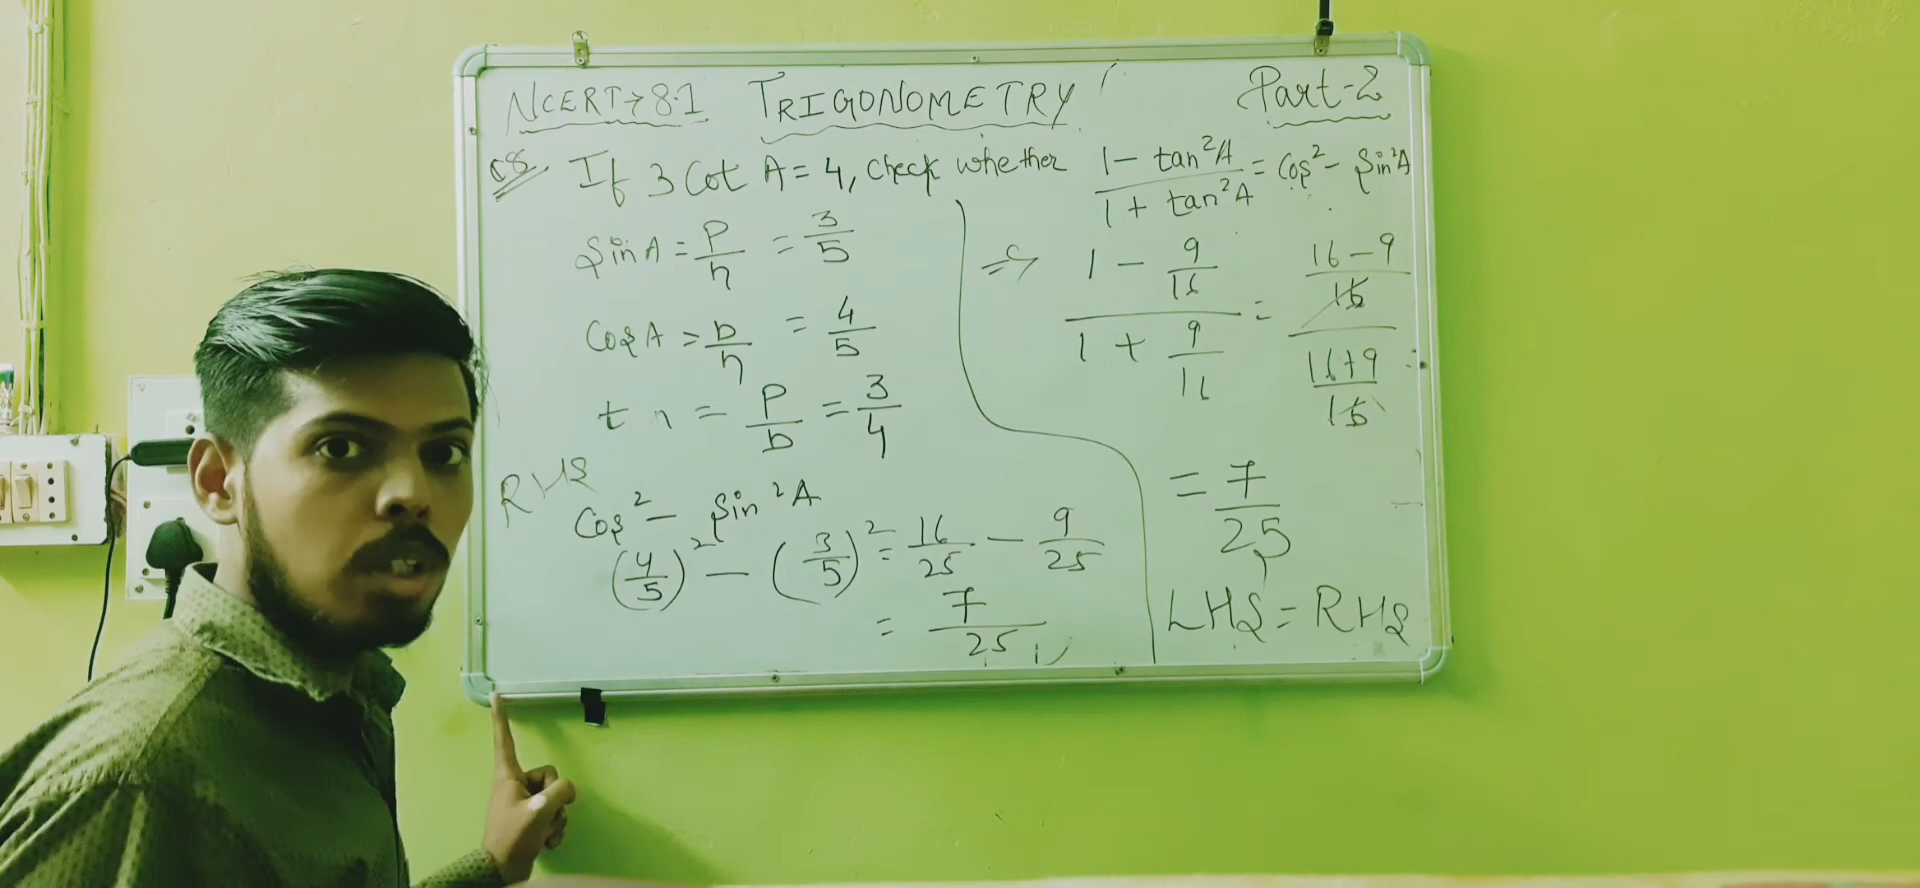 NCERT→8.1 TRIGONOMETRY Part-2
Q8 If 3 Cot A = 4, check whether (1 - tan²A)/(1 + tan²A) = Cos² - Sin²A
Sin A = P/h = 3/5
Cos A = b/h = 4/5
t n = P/b = 3/4
RHS
Cos² - Sin²A
(4/5)² - (3/5)² = 16/25 - 9/25
= 7/25
⇒ (1 - 9/16)/(1 + 9/16) = ((16-9)/16)/((16+9)/16) =
= 7/25
LHS = RHS